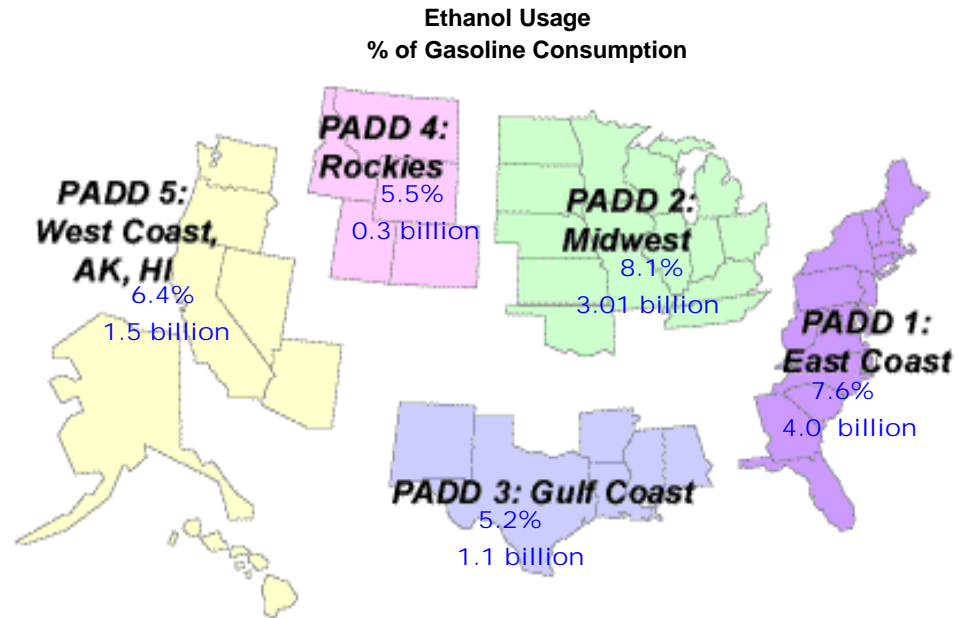 Ethanol Usage
% of Gasoline Consumption
PADD 4:
Rockies
5.5%
0.3 billion
PADD 5:
West Coast,
AK, HI
6.4%
1.5 billion
PADD 2:
Midwest
8.1%
3.01 billion
PADD 1:
East Coast
7.6%
4.0 billion
PADD 3: Gulf Coast
5.2%
1.1 billion